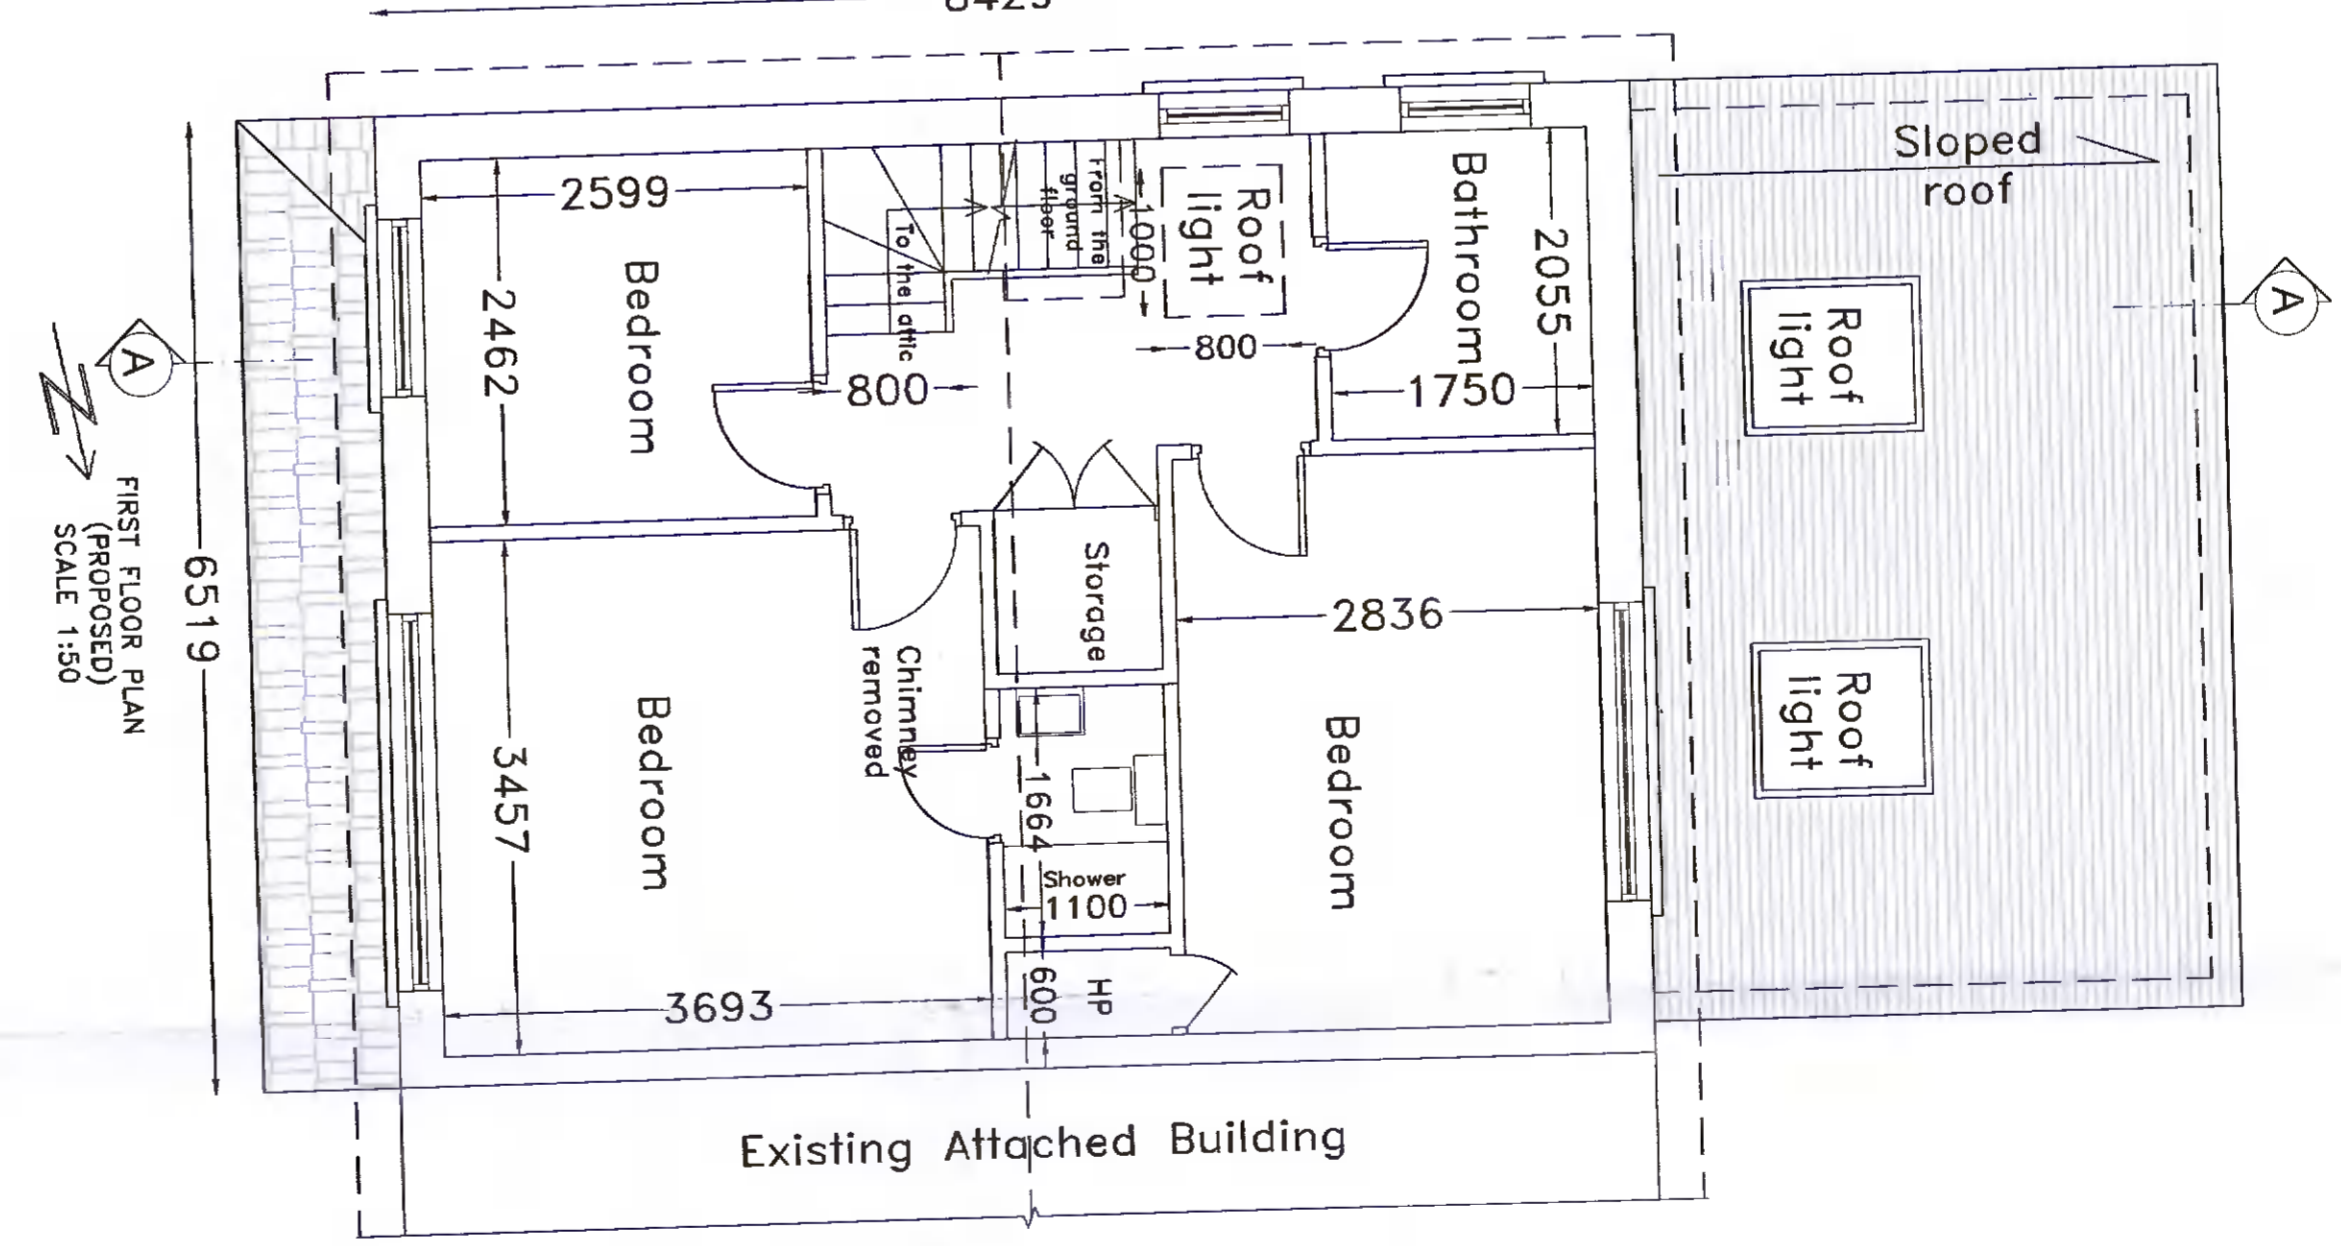 Sloped
roof
2599
Bedroom
2462
To the attic
From the
ground
floor
1000
Roof
light
Bathroom
2055
800
800
1750
Roof
light
A
A
FIRST FLOOR PLAN
(PROPOSED)
SCALE 1:50
6519
Storage
2836
Chimney
removed
Bedroom
3457
1664
Bedroom
Roof
light
Shower
1100
3693
600
HP
Existing Attached Building